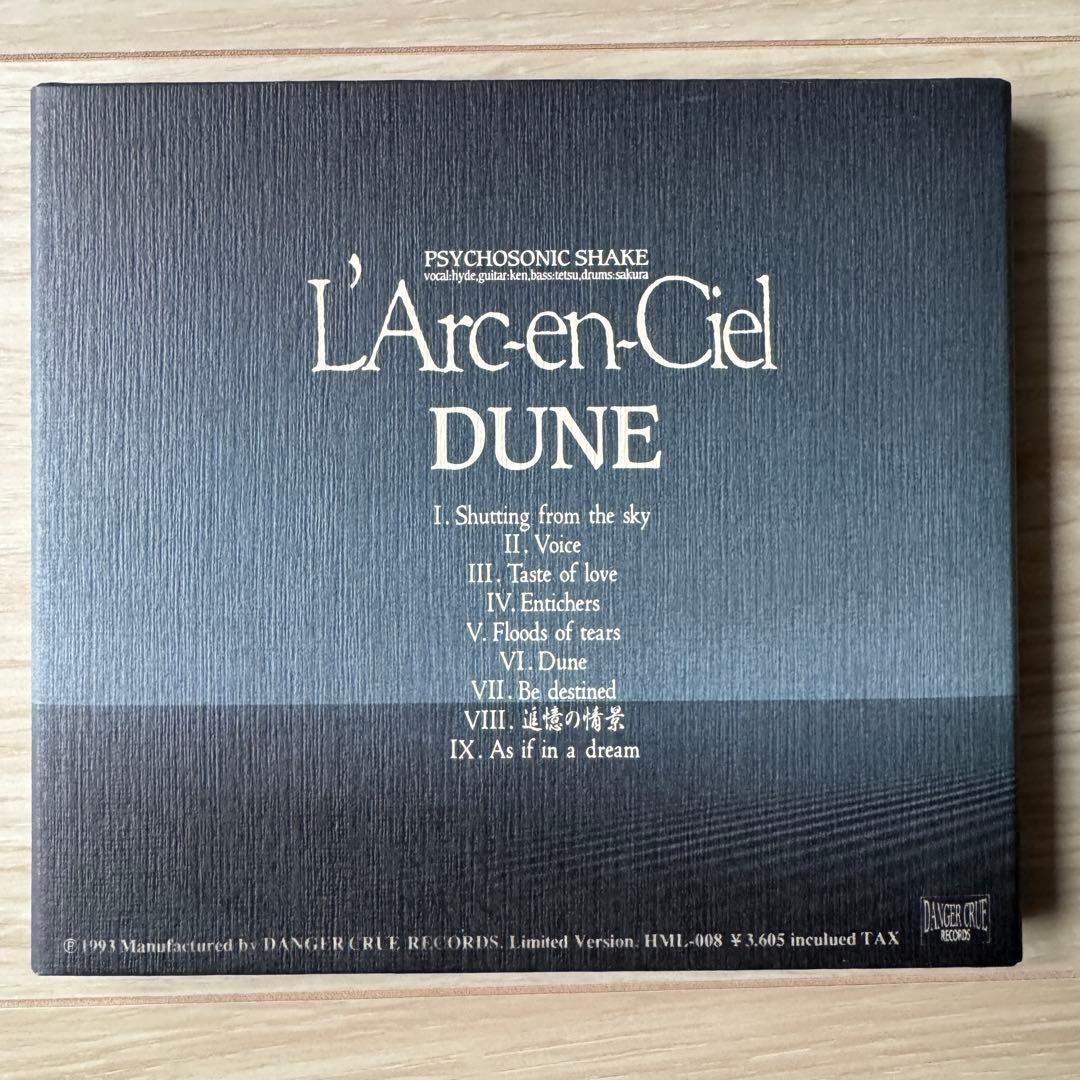 PSYCHOSONIC SHAKE
vocal:hyde,guitar:ken,bass:tetsu,drums:sakura
L'Arc-en-Ciel
DUNE
I. Shutting from the sky
II. Voice
III. Taste of love
IV. Entichers
V. Floods of tears
VI. Dune
VII. Be destined
VIII. 追憶の情景
IX. As if in a dream
DANGER CRUE
RECORDS
℗ 1993 Manufactured by DANGER CRUE RECORDS. Limited Version. HML-008 ¥3.605 inculued TAX